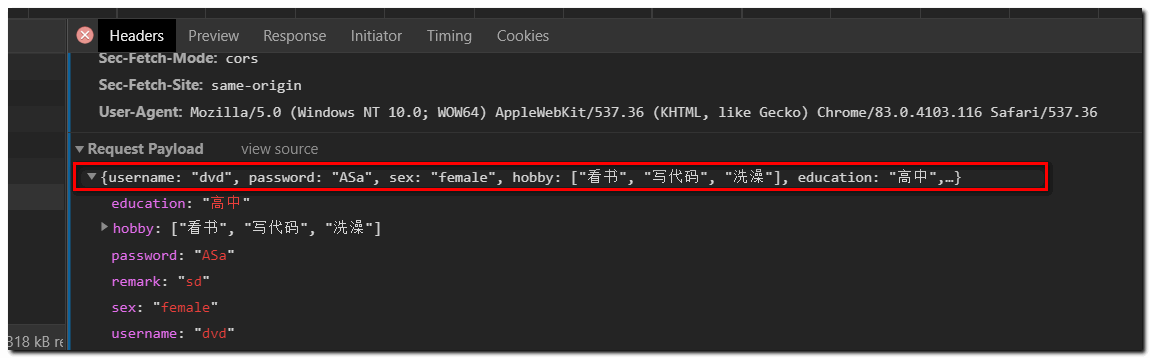 Headers Preview Response Initiator Timing Cookies
Sec-Fetch-Mode: cors
Sec-Fetch-Site: same-origin
User-Agent: Mozilla/5.0 (Windows NT 10.0; WOW64) AppleWebKit/537.36 (KHTML, like Gecko) Chrome/83.0.4103.116 Safari/537.36
Request Payload view source
{username: "dvd", password: "ASa", sex: "female", hobby: ["看书", "写代码", "洗澡"], education: "高中",…}
education: "高中"
hobby: ["看书", "写代码", "洗澡"]
password: "ASa"
remark: "sd"
sex: "female"
username: "dvd"
318 kB re